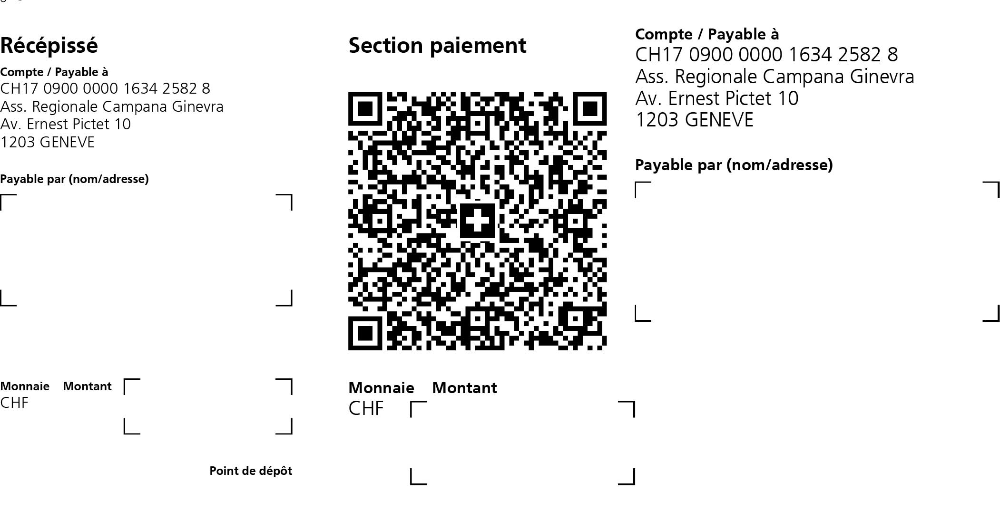 Récépissé
Compte / Payable à
CH17 0900 0000 1634 2582 8
Ass. Regionale Campana Ginevra
Av. Ernest Pictet 10
1203 GENEVE
Payable par (nom/adresse)
Monnaie Montant
CHF
Point de dépôt
Section paiement
Monnaie Montant
CHF
Compte / Payable à
CH17 0900 0000 1634 2582 8
Ass. Regionale Campana Ginevra
Av. Ernest Pictet 10
1203 GENEVE
Payable par (nom/adresse)